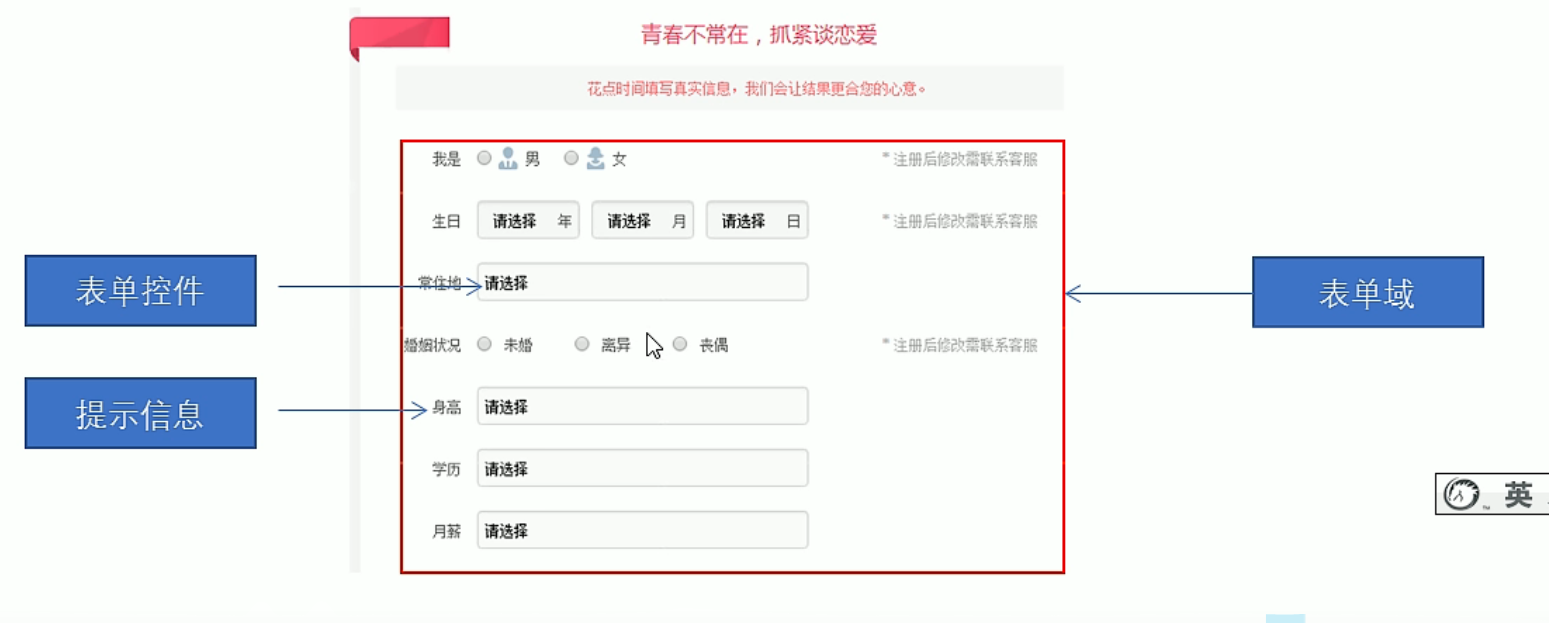 青春不常在，抓紧谈恋爱
花点时间填写真实信息，我们会让结果更合您的心意。
我是 男 女 * 注册后修改需联系客服
生日 请选择 年 请选择 月 请选择 日 * 注册后修改需联系客服
表单控件 常住地 请选择 表单域
婚姻状况 未婚 离异 丧偶 * 注册后修改需联系客服
提示信息 身高 请选择
学历 请选择
月薪 请选择
英